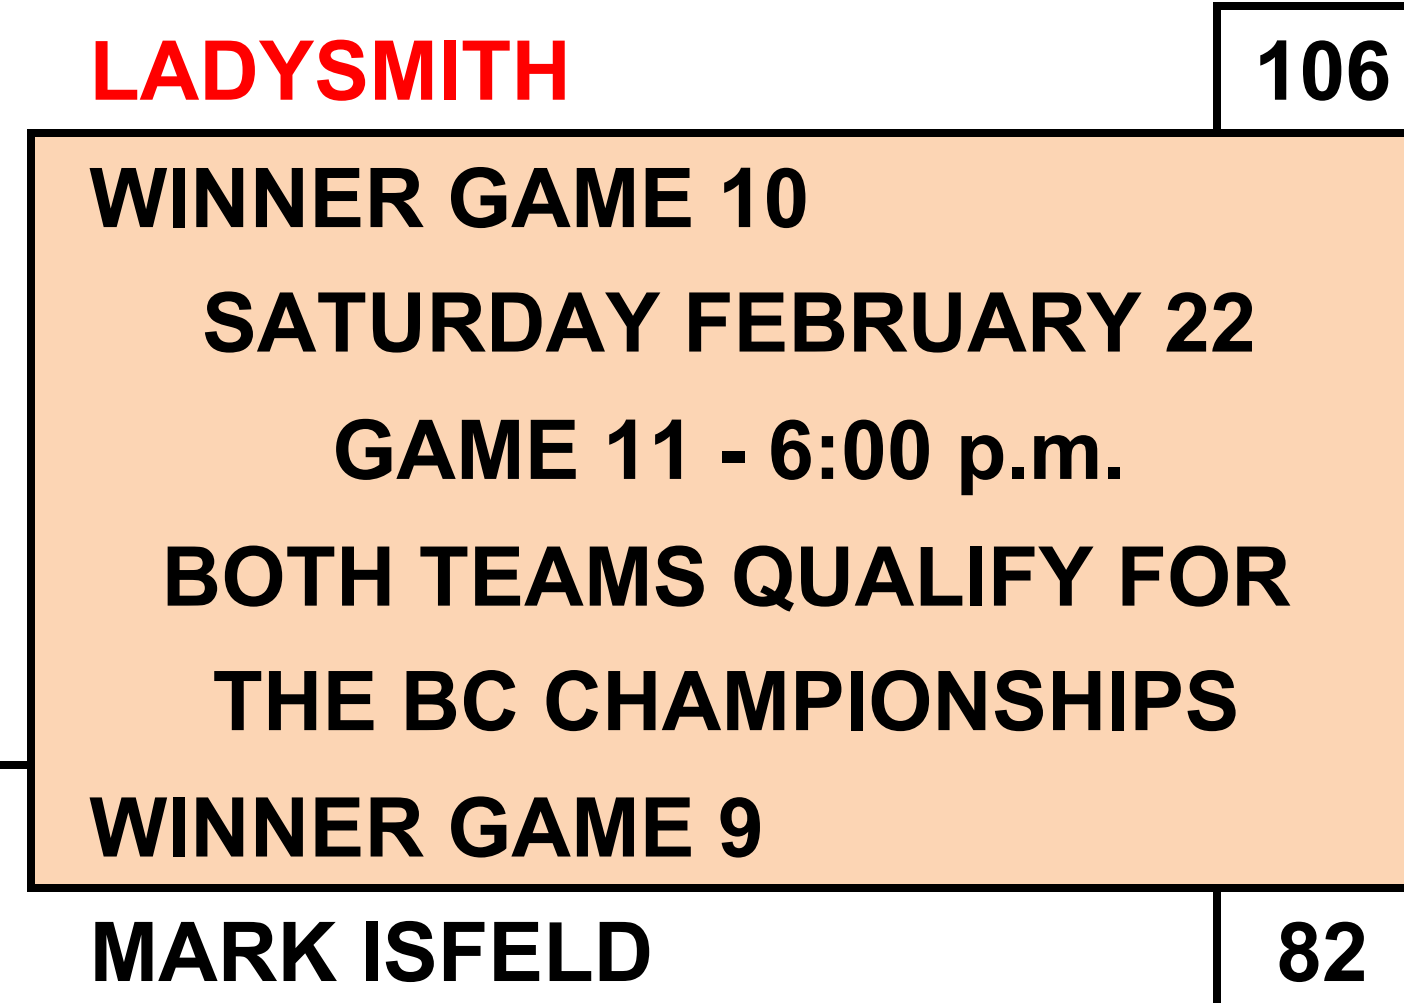 LADYSMITH 106
WINNER GAME 10
SATURDAY FEBRUARY 22
GAME 11 - 6:00 p.m.
BOTH TEAMS QUALIFY FOR
THE BC CHAMPIONSHIPS
WINNER GAME 9
MARK ISFELD 82